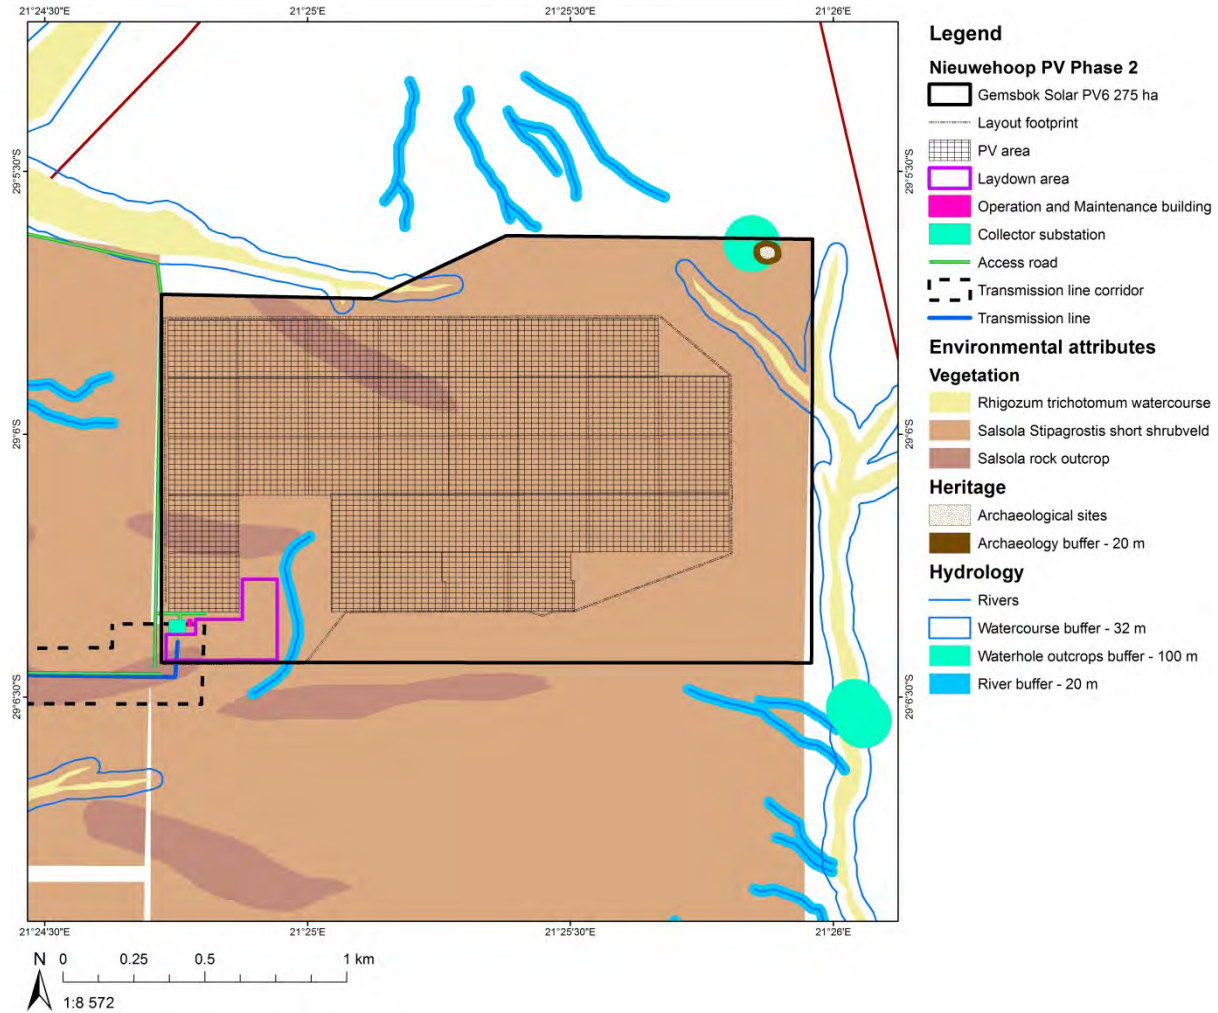 21°24'30"E 21°25'E 21°25'30"E 21°26'E
29°5'30"S 29°5'30"S
29°6'S 29°6'S
29°6'30"S 29°6'30"S
21°24'30"E 21°25'E 21°25'30"E 21°26'E
N 0 0.25 0.5 1 km
1:8 572
Legend
Nieuwehoop PV Phase 2
Gemsbok Solar PV6 275 ha
Layout footprint
PV area
Laydown area
Operation and Maintenance building
Collector substation
Access road
Transmission line corridor
Transmission line
Environmental attributes
Vegetation
Rhigozum trichotomum watercourse
Salsola Stipagrostis short shrubveld
Salsola rock outcrop
Heritage
Archaeological sites
Archaeology buffer - 20 m
Hydrology
Rivers
Watercourse buffer - 32 m
Waterhole outcrops buffer - 100 m
River buffer - 20 m